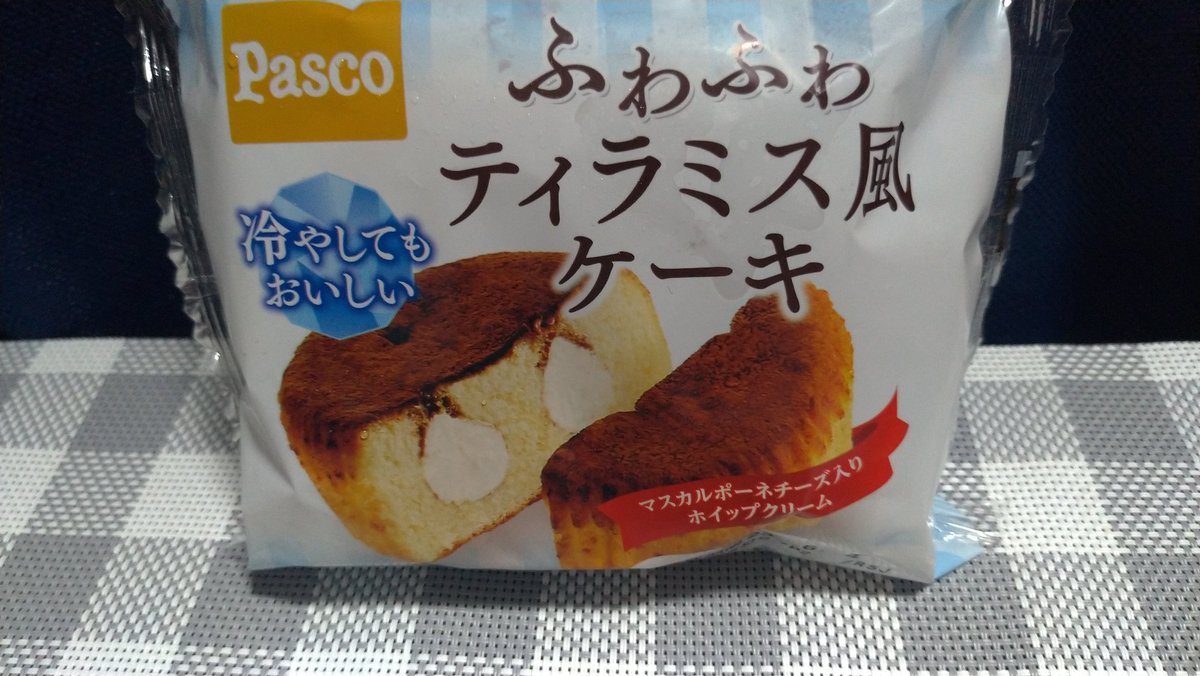 Pasco
ふわふわ
ティラミス風
ケーキ
冷やしても
おいしい
マスカルポーネチーズ入り
ホイップクリーム